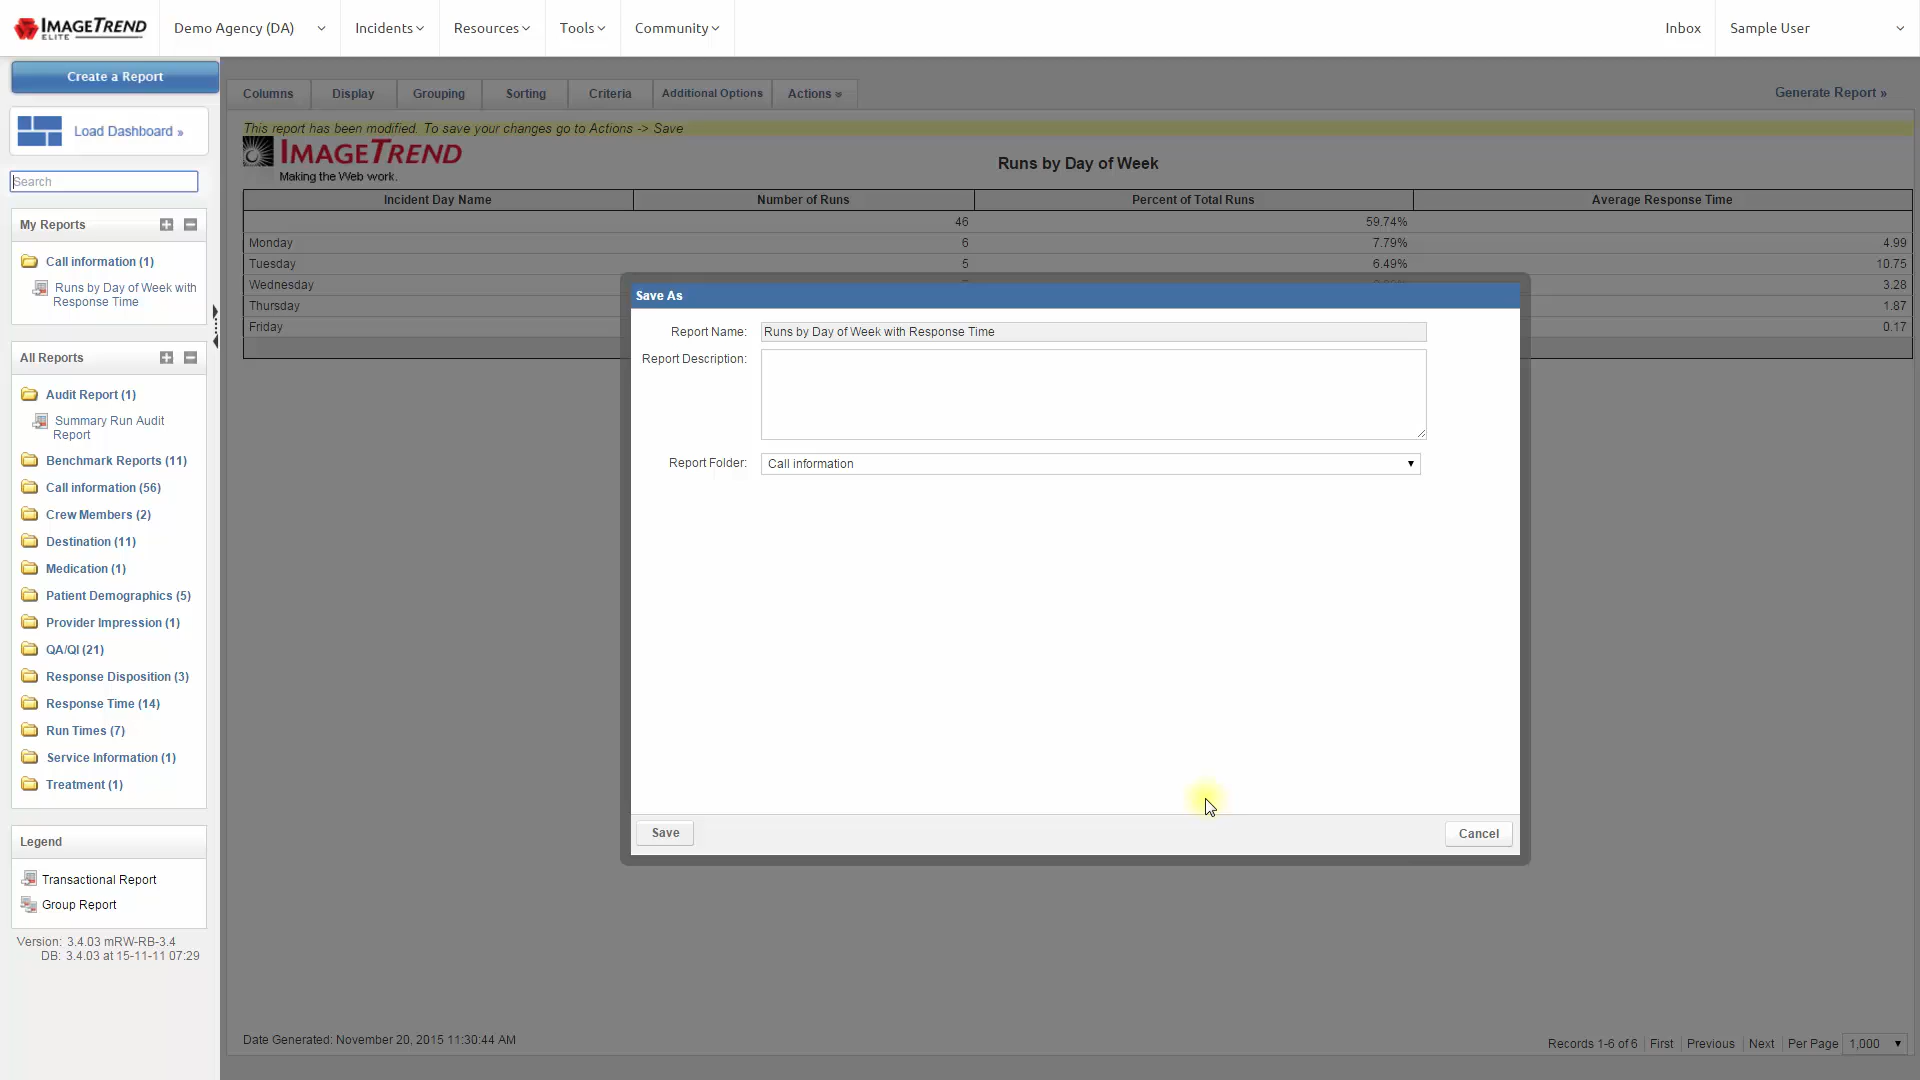 IMAGETREND
ELITE
Demo Agency (DA)
Incidents
Resources
Tools
Community
Inbox
Sample User
Create a Report
Load Dashboard »
Search
My Reports
Call information (1)
Runs by Day of Week with
Response Time
All Reports
Audit Report (1)
Summary Run Audit
Report
Benchmark Reports (11)
Call information (56)
Crew Members (2)
Destination (11)
Medication (1)
Patient Demographics (5)
Provider Impression (1)
QA/QI (21)
Response Disposition (3)
Response Time (14)
Run Times (7)
Service Information (1)
Treatment (1)
Legend
Transactional Report
Group Report
Version: 3.4.03 mRW-RB-3.4
DB: 3.4.03 at 15-11-11 07:29
Columns
Display
Grouping
Sorting
Criteria
Additional Options
Actions
Generate Report »
This report has been modified. To save your changes go to Actions -> Save
IMAGETREND
Making the Web work.
Runs by Day of Week
Incident Day Name Number of Runs Percent of Total Runs Average Response Time
46 59.74%
Monday 6 7.79% 4.99
Tuesday 5 6.49% 10.75
Wednesday 3.28
Thursday 1.87
Friday 0.17
Save As
Report Name: Runs by Day of Week with Response Time
Report Description:
Report Folder: Call information
Save
Cancel
Date Generated: November 20, 2015 11:30:44 AM
Records 1-6 of 6 First Previous Next Per Page 1,000